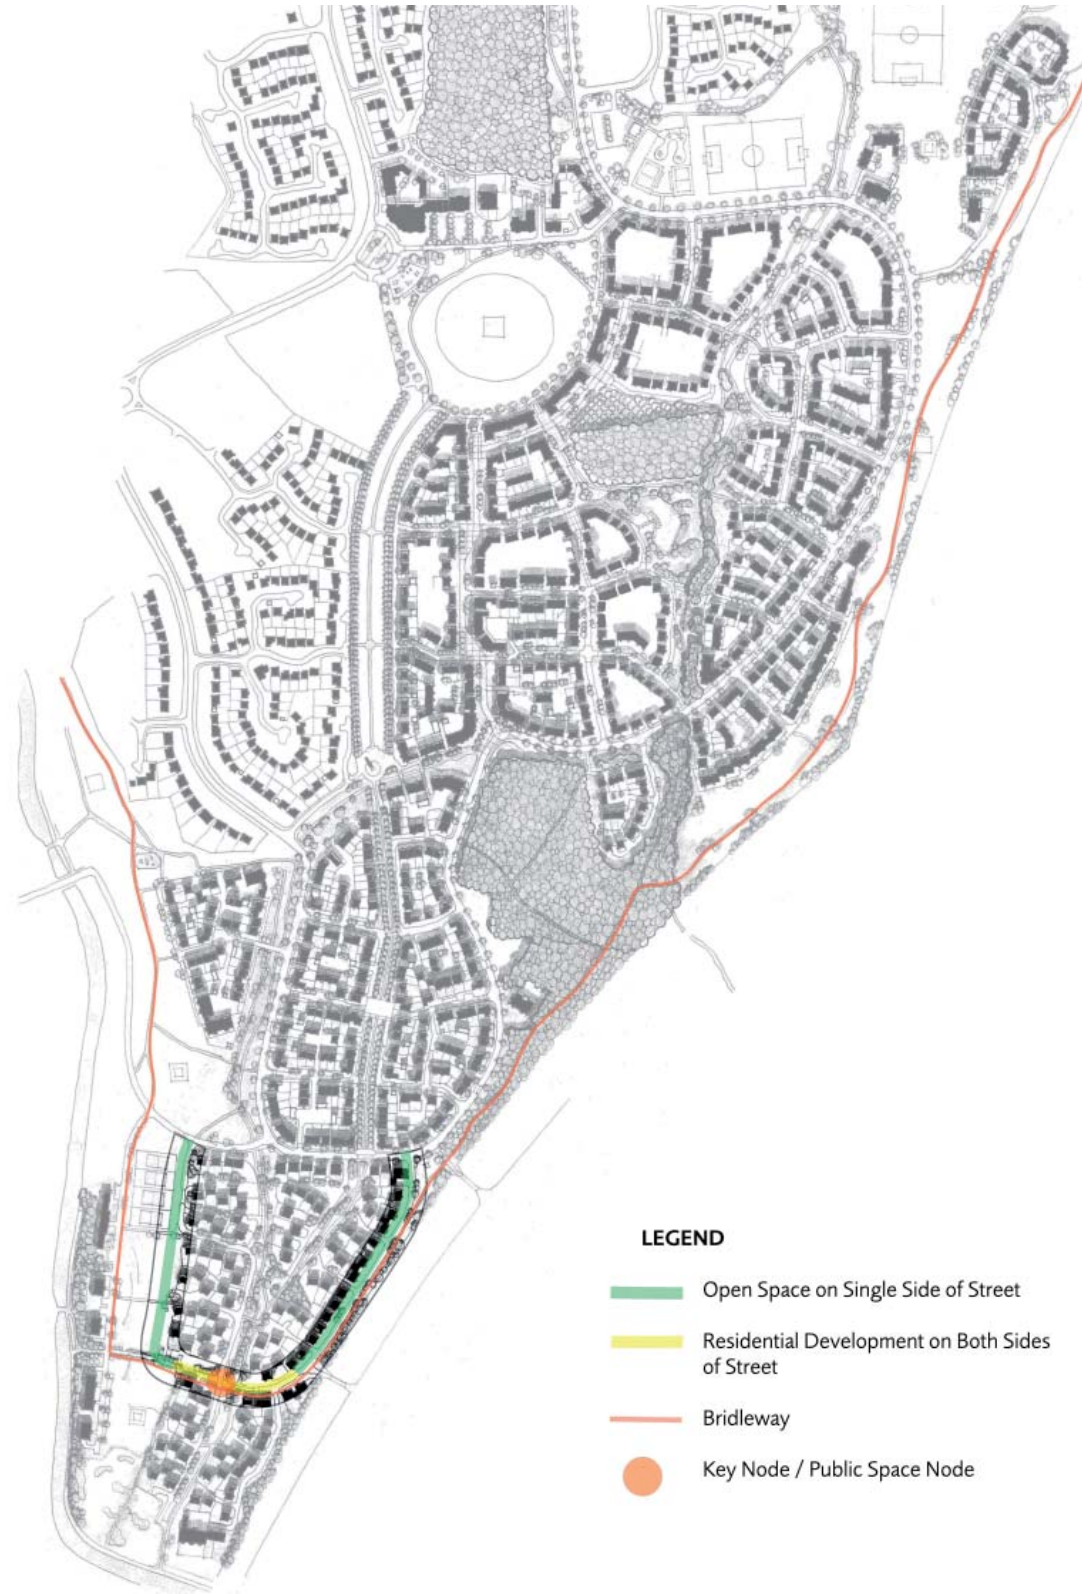 LEGEND
Open Space on Single Side of Street
Residential Development on Both Sides
of Street
Bridleway
Key Node / Public Space Node